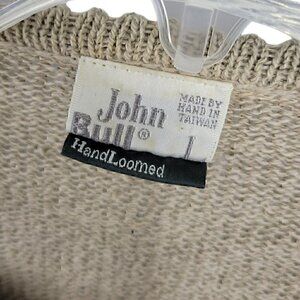 John
Bull®
MADE BY
HAND IN
TAIWAN
L
HandLoomed